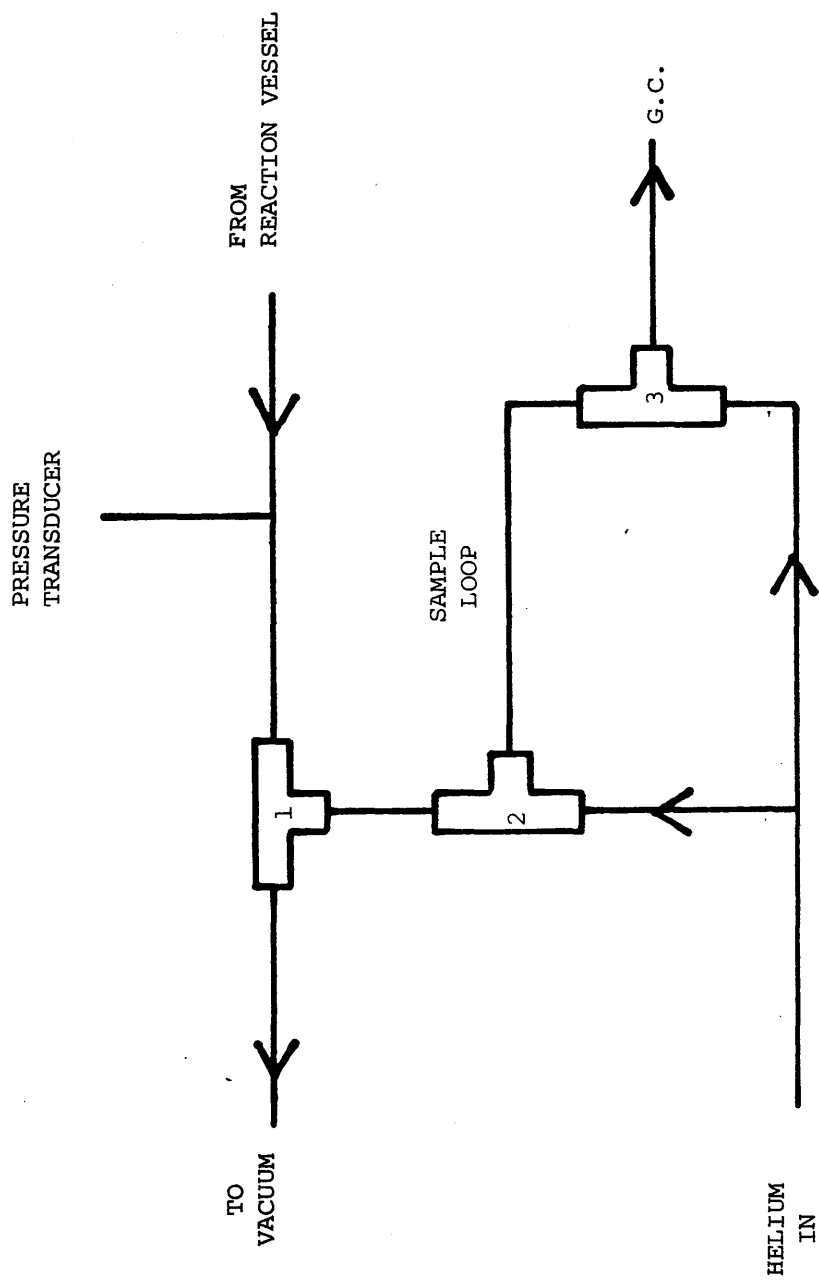 PRESSURE
TRANSDUCER
FROM
REACTION VESSEL
TO
VACUUM
1
SAMPLE
LOOP
2
3
G.C.
HELIUM
IN